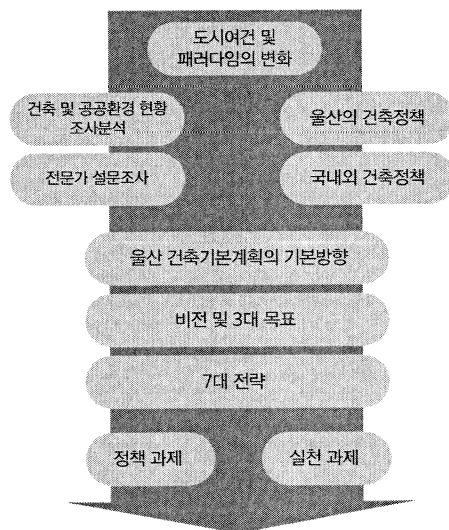 도시여건 및
패러다임의 변화
건축 및 공공환경 현황
조사분석
울산의 건축정책
전문가 설문조사
국내외 건축정책
울산 건축기본계획의 기본방향
비전 및 3대 목표
7대 전략
정책 과제
실천 과제